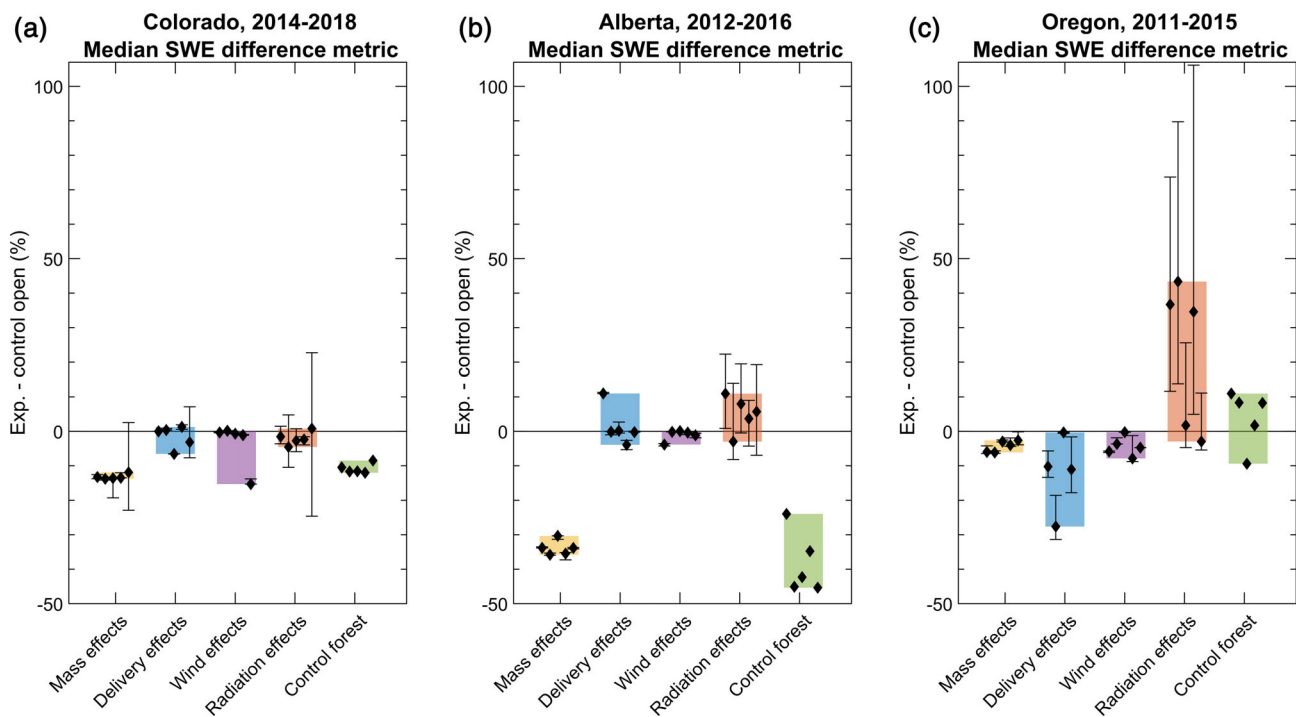 (a)
Colorado, 2014-2018
Median SWE difference metric
Exp. - control open (%)
100
50
0
-50
Mass effects
Delivery effects
Wind effects
Radiation effects
Control forest
(b)
Alberta, 2012-2016
Median SWE difference metric
Exp. - control open (%)
100
50
0
-50
Mass effects
Delivery effects
Wind effects
Radiation effects
Control forest
(c)
Oregon, 2011-2015
Median SWE difference metric
Exp. - control open (%)
100
50
0
-50
Mass effects
Delivery effects
Wind effects
Radiation effects
Control forest